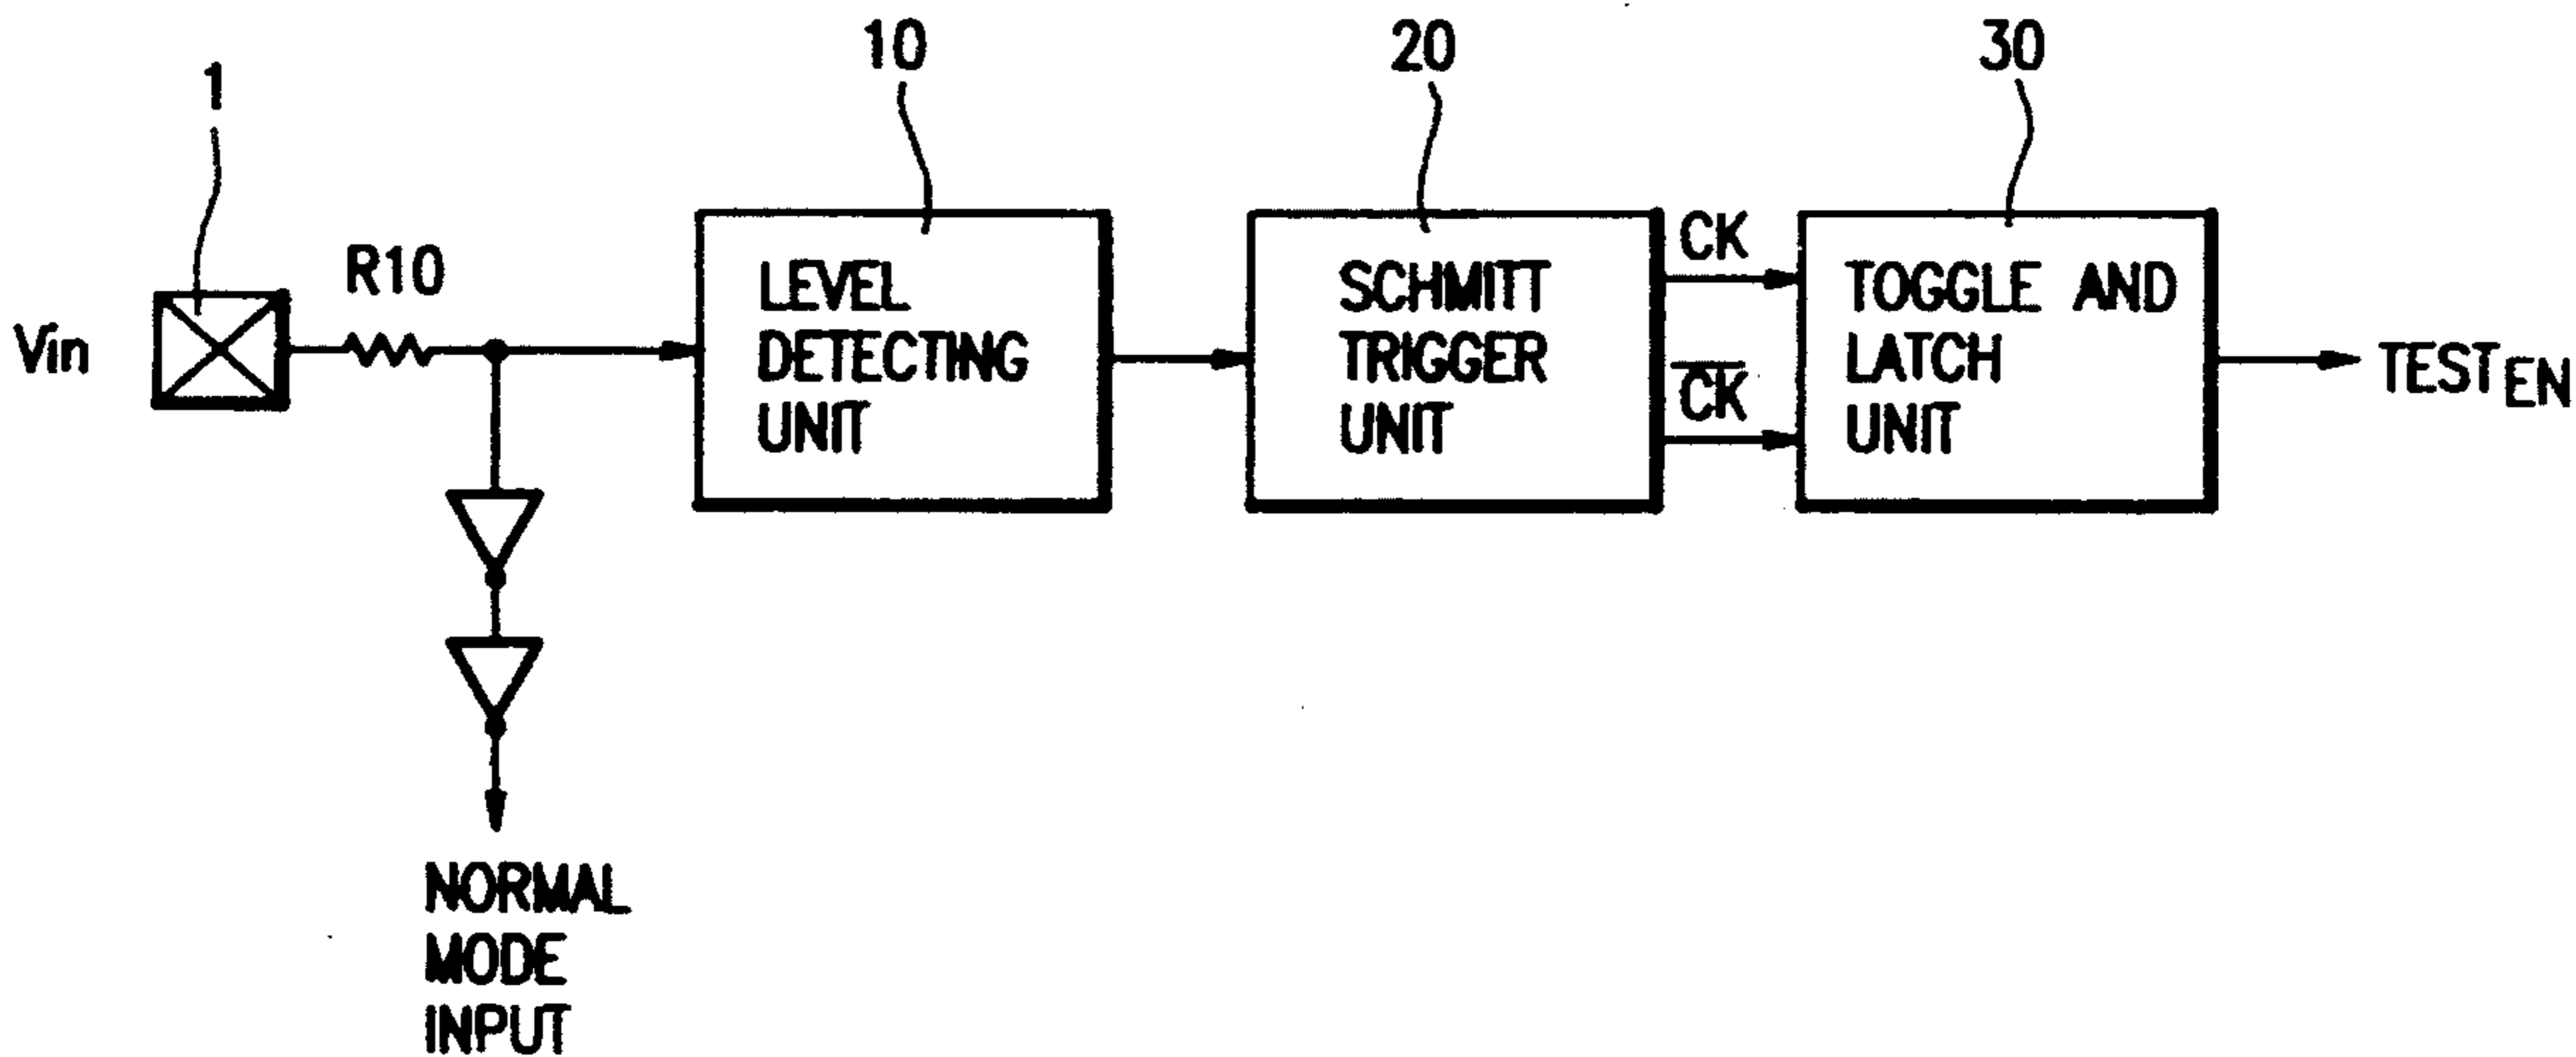 1
10
20
30
Vin
R10
LEVEL
DETECTING
UNIT
SCHMITT
TRIGGER
UNIT
CK
C̅K̅
TOGGLE AND
LATCH
UNIT
TESTEN
NORMAL
MODE
INPUT